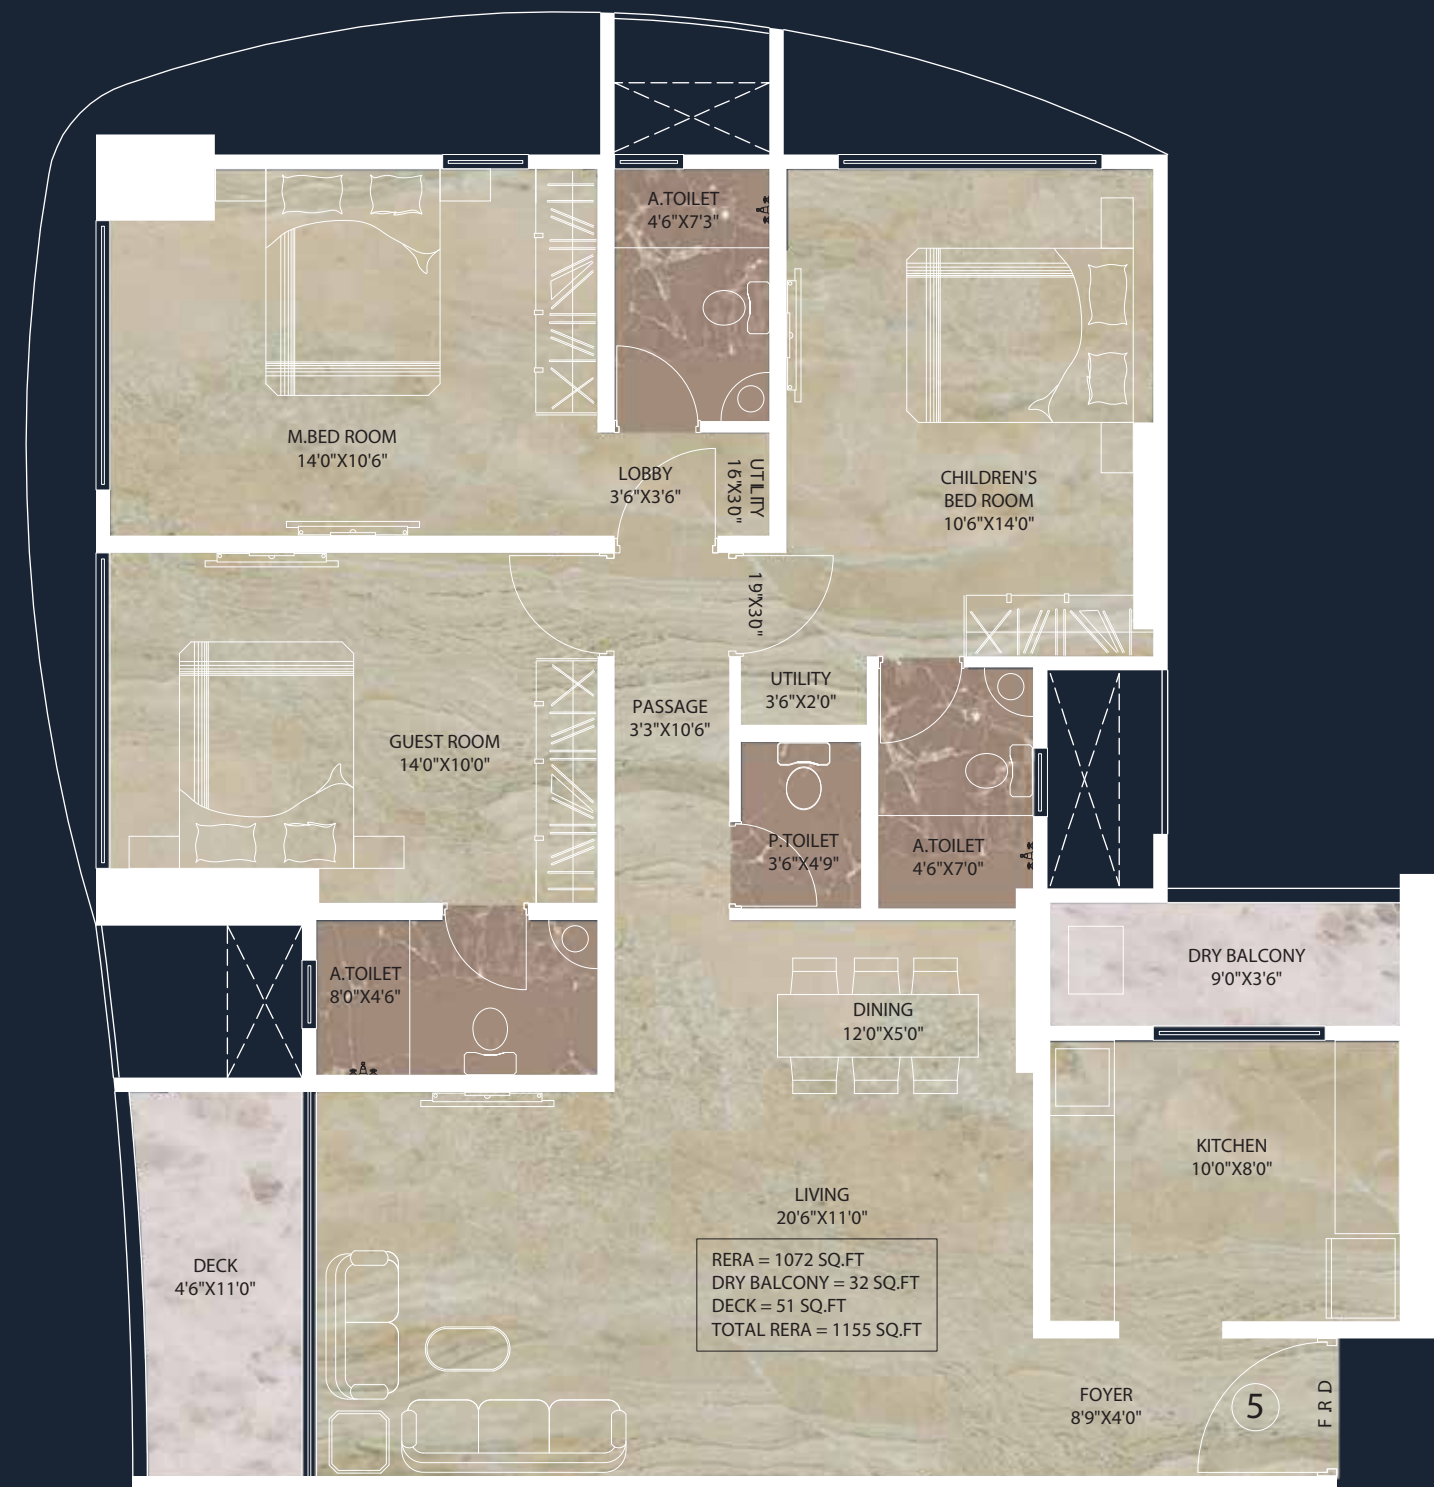 A.TOILET
4'6"X7'3"
M.BED ROOM
14'0"X10'6"
LOBBY
3'6"X3'6"
UTILITY
1'6"X3'0"
CHILDREN'S
BED ROOM
10'6"X14'0"
1'9"X3'0"
UTILITY
3'6"X2'0"
PASSAGE
3'3"X10'6"
GUEST ROOM
14'0"X10'0"
P.TOILET
3'6"X4'9"
A.TOILET
4'6"X7'0"
A.TOILET
8'0"X4'6"
DRY BALCONY
9'0"X3'6"
DINING
12'0"X5'0"
KITCHEN
10'0"X8'0"
LIVING
20'6"X11'0"
RERA = 1072 SQ.FT
DRY BALCONY = 32 SQ.FT
DECK = 51 SQ.FT
TOTAL RERA = 1155 SQ.FT
DECK
4'6"X11'0"
FOYER
8'9"X4'0"
5
F.R.D